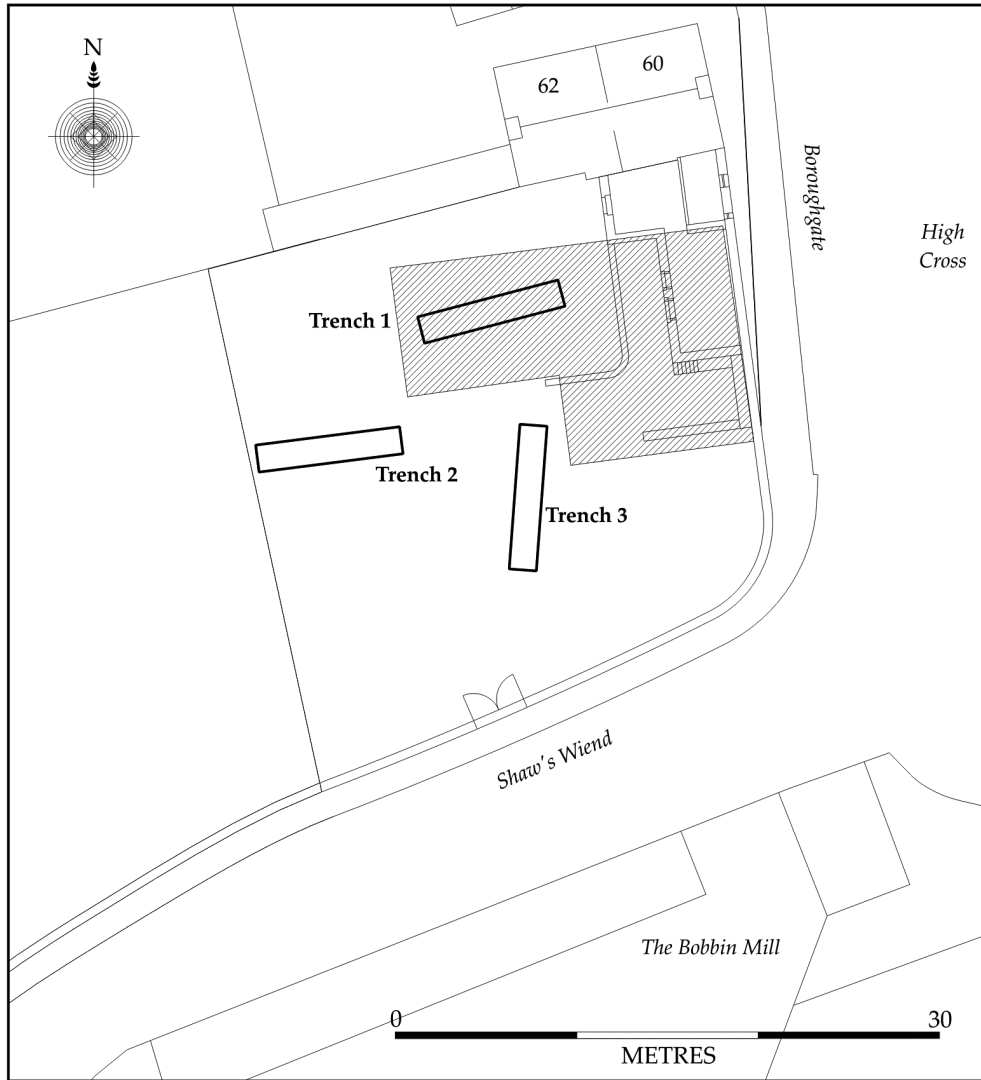 N
62
60
Boroughgate
High
Cross
Trench 1
Trench 2
Trench 3
Shaw's Wiend
The Bobbin Mill
0
30
METRES